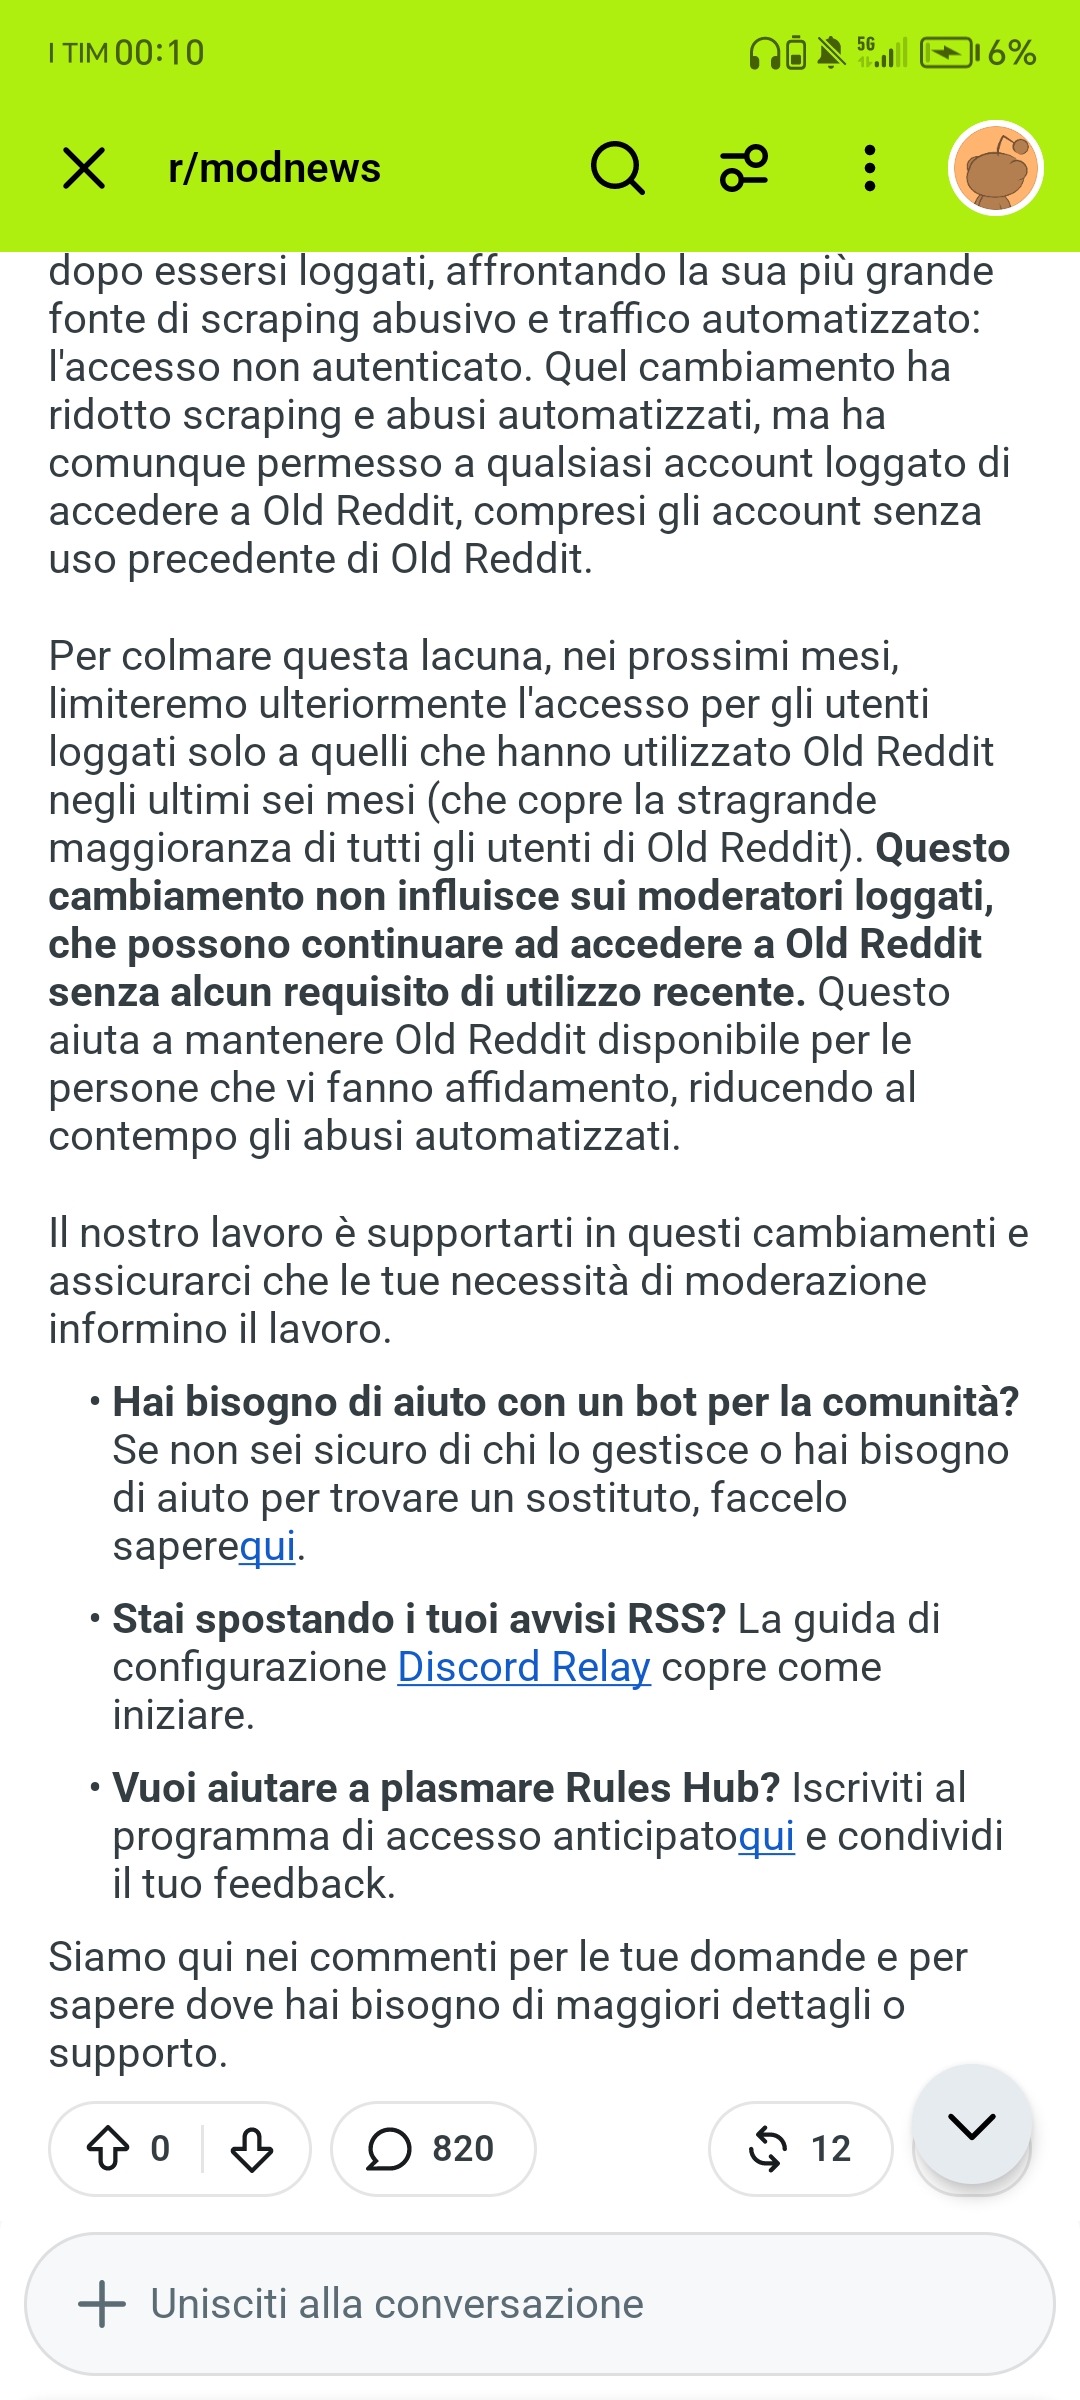 I TIM 00:10
5G
6%
r/modnews
dopo essersi loggati, affrontando la sua più grande
fonte di scraping abusivo e traffico automatizzato:
l'accesso non autenticato. Quel cambiamento ha
ridotto scraping e abusi automatizzati, ma ha
comunque permesso a qualsiasi account loggato di
accedere a Old Reddit, compresi gli account senza
uso precedente di Old Reddit.
Per colmare questa lacuna, nei prossimi mesi,
limiteremo ulteriormente l'accesso per gli utenti
loggati solo a quelli che hanno utilizzato Old Reddit
negli ultimi sei mesi (che copre la stragrande
maggioranza di tutti gli utenti di Old Reddit). Questo
cambiamento non influisce sui moderatori loggati,
che possono continuare ad accedere a Old Reddit
senza alcun requisito di utilizzo recente. Questo
aiuta a mantenere Old Reddit disponibile per le
persone che vi fanno affidamento, riducendo al
contempo gli abusi automatizzati.
Il nostro lavoro è supportarti in questi cambiamenti e
assicurarci che le tue necessità di moderazione
informino il lavoro.
• Hai bisogno di aiuto con un bot per la comunità?
Se non sei sicuro di chi lo gestisce o hai bisogno
di aiuto per trovare un sostituto, faccelo
saperequi.
• Stai spostando i tuoi avvisi RSS? La guida di
configurazione Discord Relay copre come
iniziare.
• Vuoi aiutare a plasmare Rules Hub? Iscriviti al
programma di accesso anticipatoqui e condividi
il tuo feedback.
Siamo qui nei commenti per le tue domande e per
sapere dove hai bisogno di maggiori dettagli o
supporto.
0
820
12
Unisciti alla conversazione